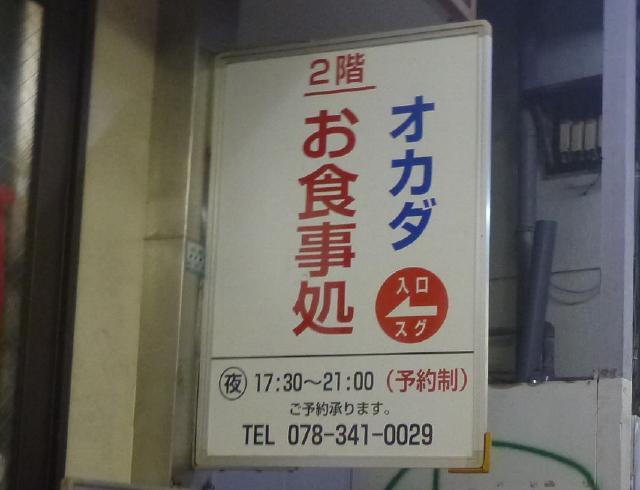 2階
オカダ
お食事処
入口
スグ
夜 17:30～21:00 (予約制)
ご予約承ります。
TEL 078-341-0029